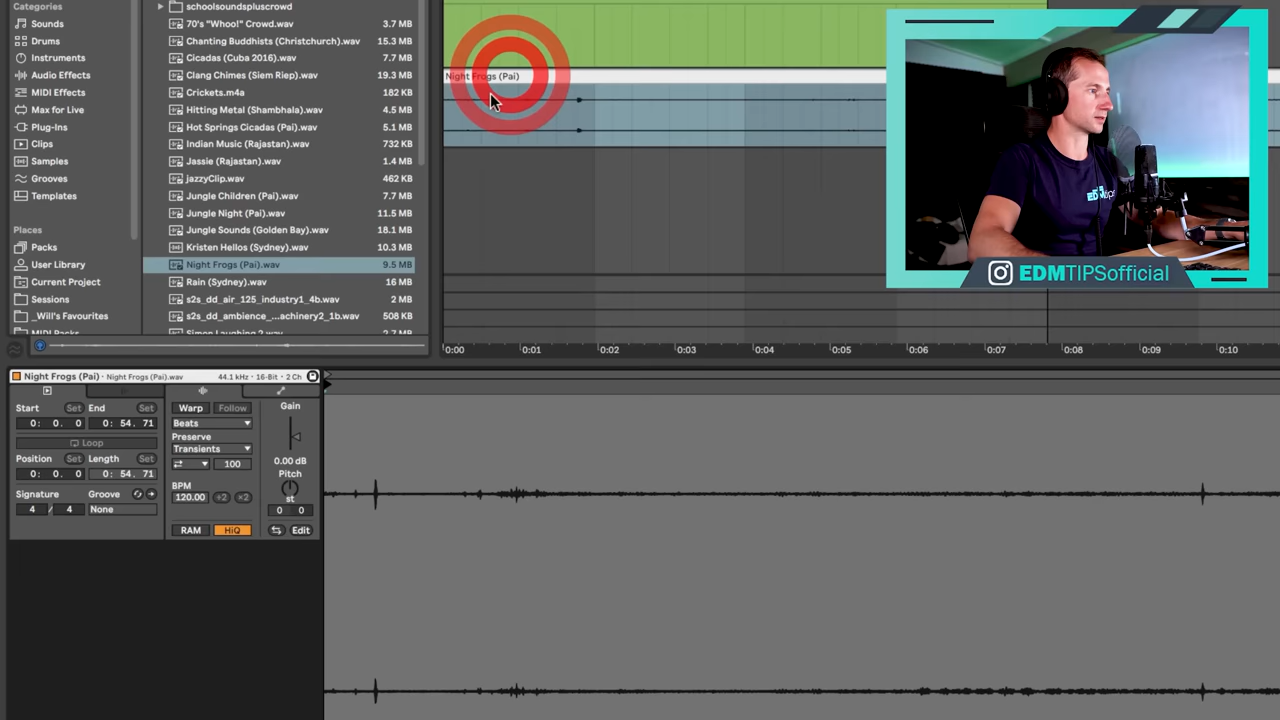 Categories
Sounds
Drums
Instruments
Audio Effects
MIDI Effects
Max for Live
Plug-Ins
Clips
Samples
Grooves
Templates
Places
Packs
User Library
Current Project
Sessions
_Will's Favourites
MIDI Packs
schoolsoundspluscrowd
70's "Whoo!" Crowd.wav 3.7 MB
Chanting Buddhists (Christchurch).wav 15.3 MB
Cicadas (Cuba 2016).wav 7.7 MB
Clang Chimes (Siem Riep).wav 19.3 MB
Crickets.m4a 182 KB
Hitting Metal (Shambhala).wav 4.5 MB
Hot Springs Cicadas (Pai).wav 5.1 MB
Indian Music (Rajastan).wav 732 KB
Jassie (Rajastan).wav 1.4 MB
jazzyClip.wav 462 KB
Jungle Children (Pai).wav 7.7 MB
Jungle Night (Pai).wav 11.5 MB
Jungle Sounds (Golden Bay).wav 18.1 MB
Kristen Hellos (Sydney).wav 10.3 MB
Night Frogs (Pai).wav 9.5 MB
Rain (Sydney).wav 16 MB
s2s_dd_air_125_industry1_4b.wav 2 MB
s2s_dd_ambience_...achinery2_1b.wav 508 KB
Simon Laughing 2.wav 2.7 MB
Night Frogs (Pai)
EDMTIPSofficial
0:00 0:01 0:02 0:03 0:04 0:05 0:06 0:07 0:08 0:09 0:10
Night Frogs (Pai) - Night Frogs (Pai).wav 44.1 kHz • 16-Bit • 2 Ch
Start Set End Set
0: 0. 0 0: 54. 71
Loop
Position Set Length Set
0: 0. 0 0: 54. 71
Signature Groove
4 / 4 None
Warp Follow
Beats
Preserve
Transients
100
BPM
120.00 ÷2 ×2
RAM HiQ
Gain
0.00 dB
Pitch
st
0 0
Edit